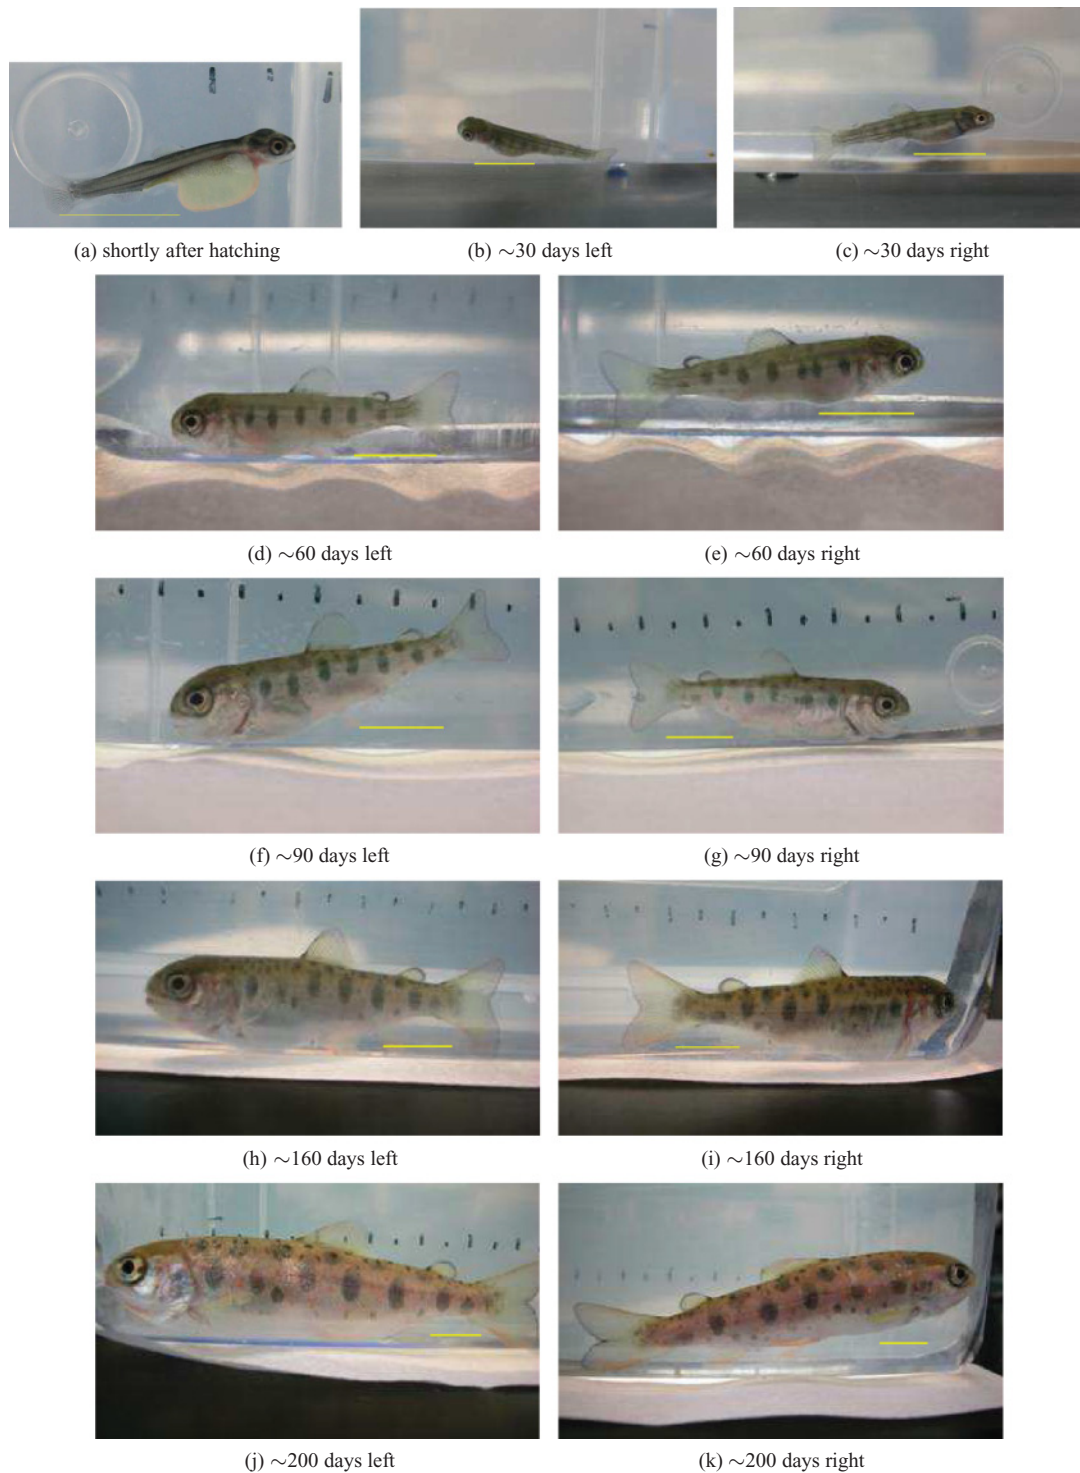 (a) shortly after hatching
(b) ∼30 days left
(c) ∼30 days right
(d) ∼60 days left
(e) ∼60 days right
(f) ∼90 days left
(g) ∼90 days right
(h) ∼160 days left
(i) ∼160 days right
(j) ∼200 days left
(k) ∼200 days right